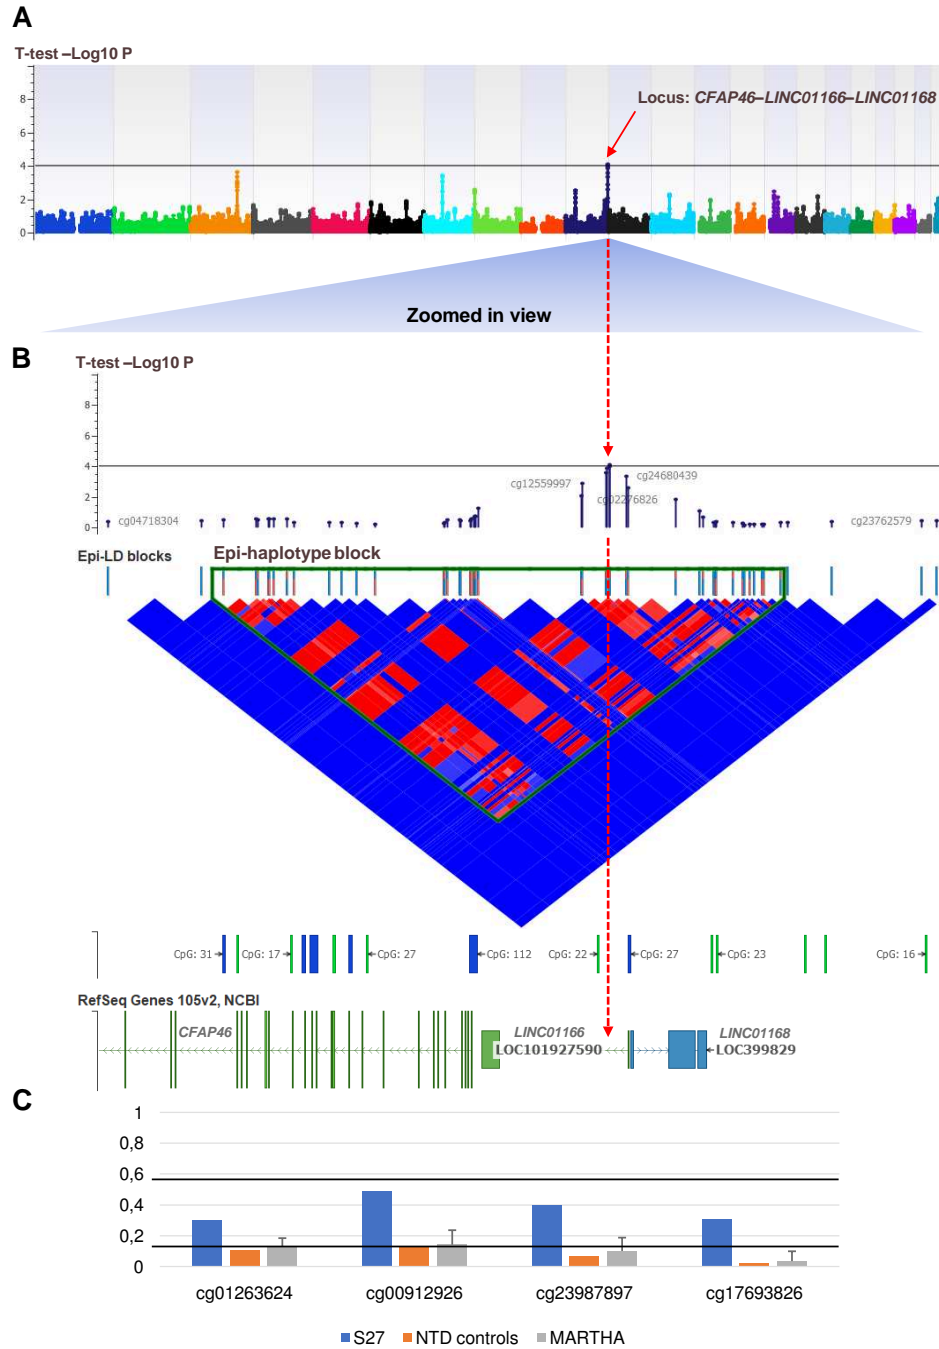 A
T-test –Log10 P
8
6
4
2
0
Locus: CFAP46–LINC01166–LINC01168
Zoomed in view
B
T-test –Log10 P
8
6
4
2
0
cg04718304
cg12559997
cg02276826
cg24680439
cg23762579
Epi-LD blocks
Epi-haplotype block
CpG: 31
CpG: 17
CpG: 27
CpG: 112
CpG: 22
CpG: 27
CpG: 23
CpG: 16
RefSeq Genes 105v2, NCBI
CFAP46
LINC01166
LINC01168
LOC101927590
LOC399829
C
1
0,8
0,6
0,4
0,2
0
cg01263624 cg00912926 cg23987897 cg17693826
S27 NTD controls MARTHA